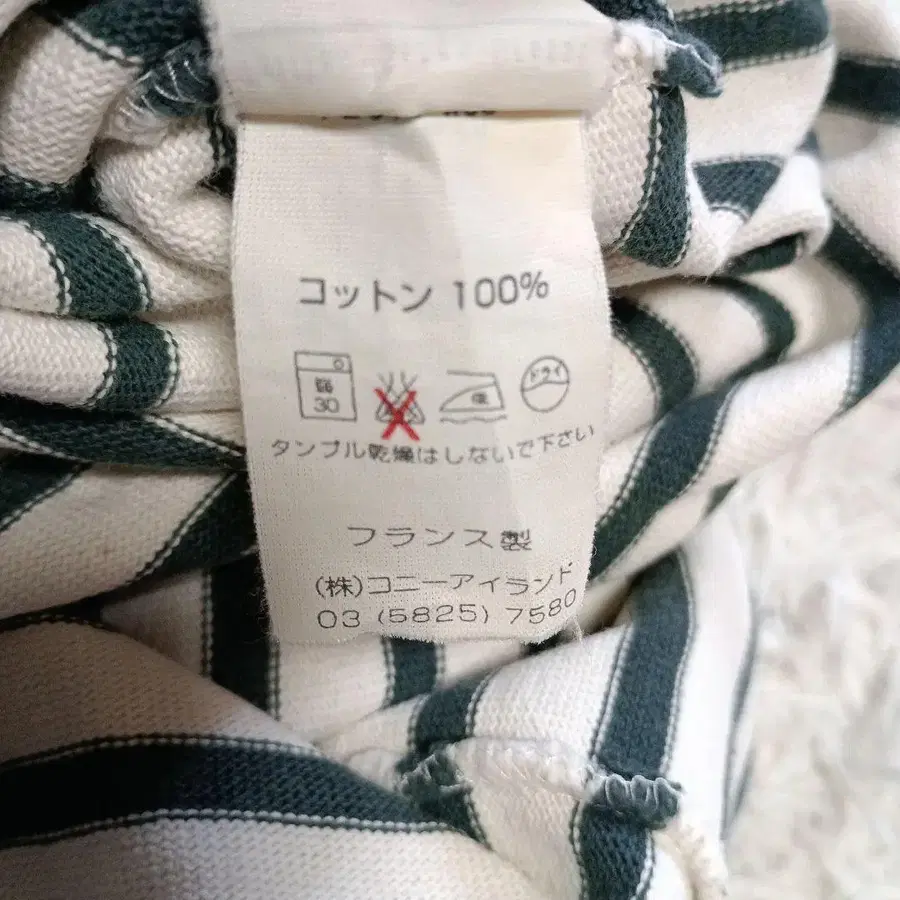 コットン 100%
弱 30 低 ドライ
タンブル乾燥はしないで下さい
フランス製
(株)コニーアイランド
03 (5825) 7580